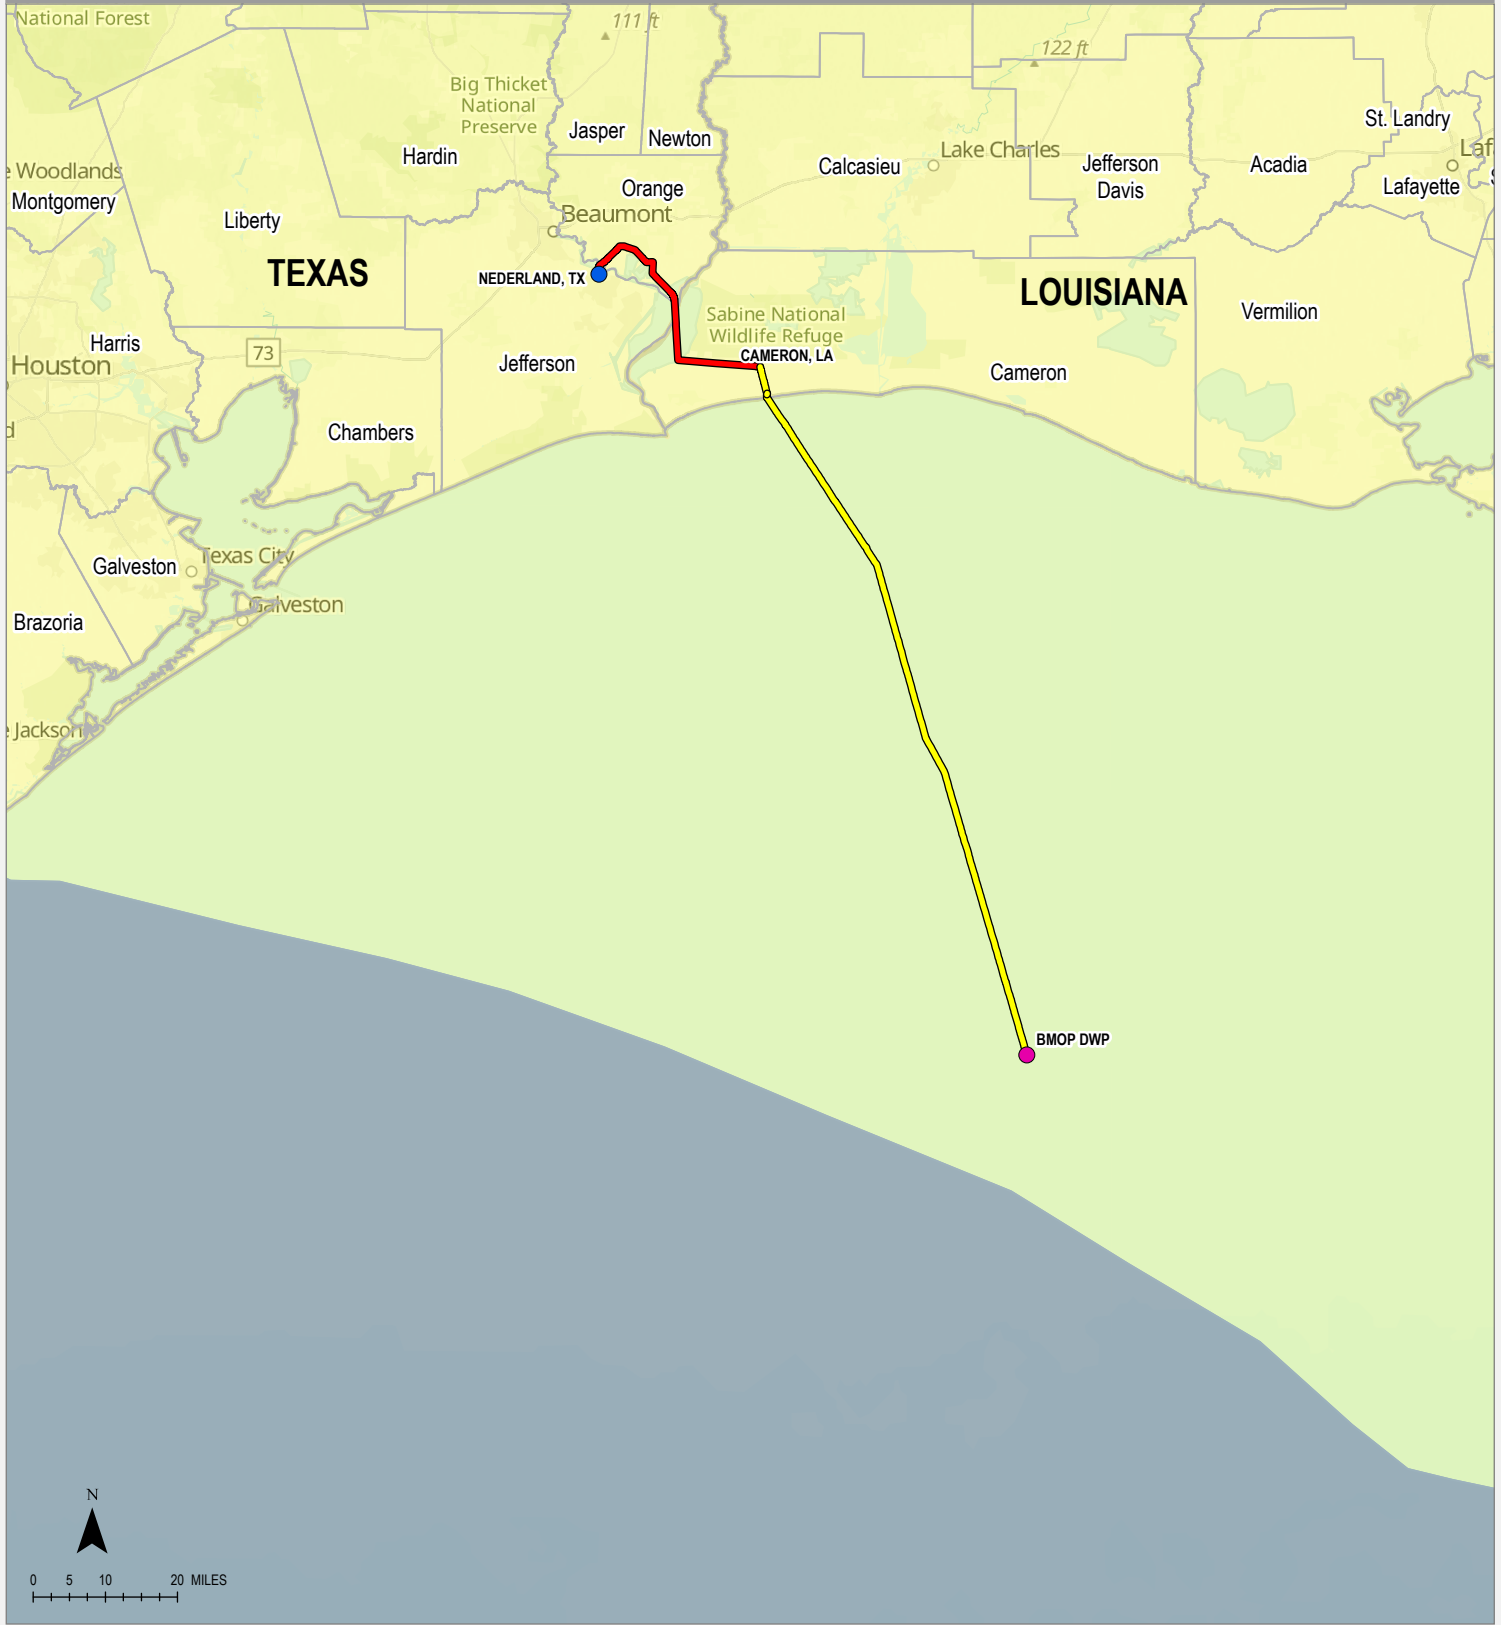 National Forest
111 ft
122 ft
Big Thicket
National
Preserve
St. Landry
Jasper
Newton
Hardin
Lake Charles
Calcasieu
Jefferson
Davis
Acadia
Lafayette
Woodlands
Montgomery
Orange
Beaumont
Liberty
TEXAS
NEDERLAND, TX
LOUISIANA
Vermilion
Sabine National
Wildlife Refuge
CAMERON, LA
Harris
73
Houston
Jefferson
Cameron
Chambers
Texas City
Galveston
Galveston
Brazoria
Jackson
BMOP DWP
N
0 5 10 20 MILES